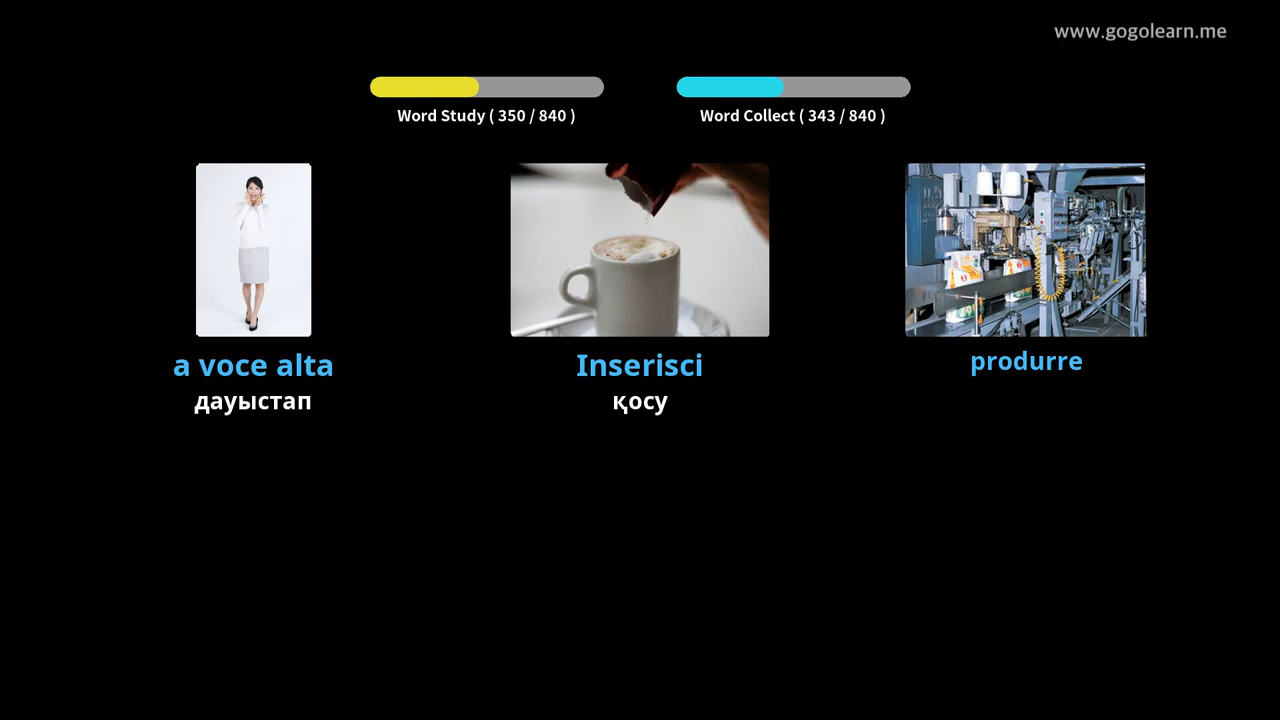 www.gogolearn.me
Word Study ( 350 / 840 )
Word Collect ( 343 / 840 )
a voce alta
дауыстап
Inserisci
қосу
produrre